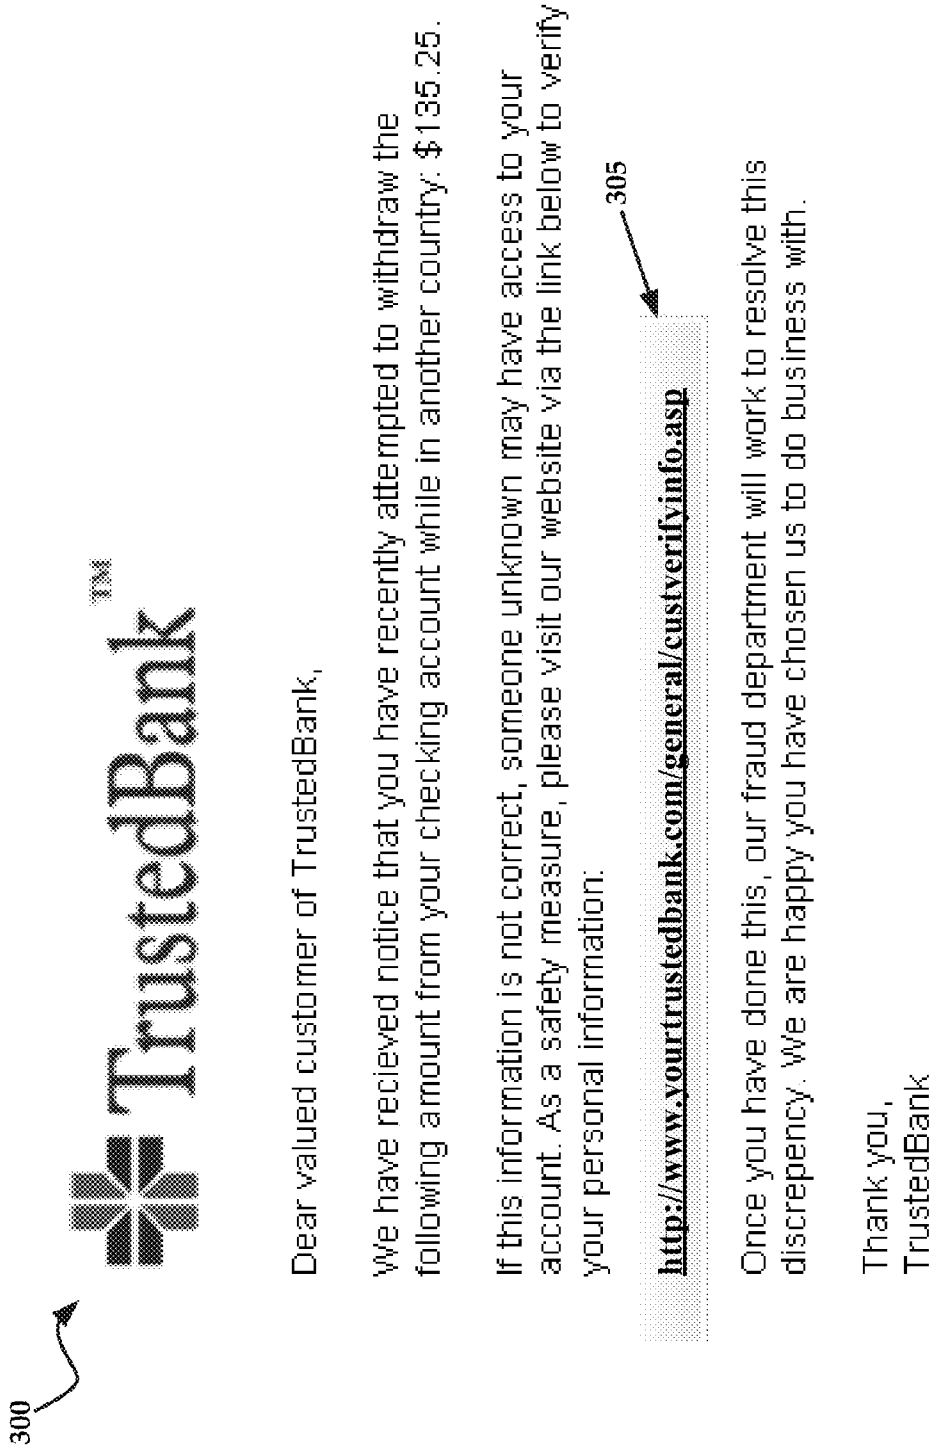 300
TrustedBank™
Dear valued customer of TrustedBank,
We have recieved notice that you have recently attempted to withdraw the
following amount from your checking account while in another country: $135.25.
If this information is not correct, someone unknown may have access to your
account. As a safety measure, please visit our website via the link below to verify
your personal information:
305
http://www.yourtrustedbank.com/general/custverifyinfo.asp
Once you have done this, our fraud department will work to resolve this
discrepency. We are happy you have chosen us to do business with.
Thank you,
TrustedBank